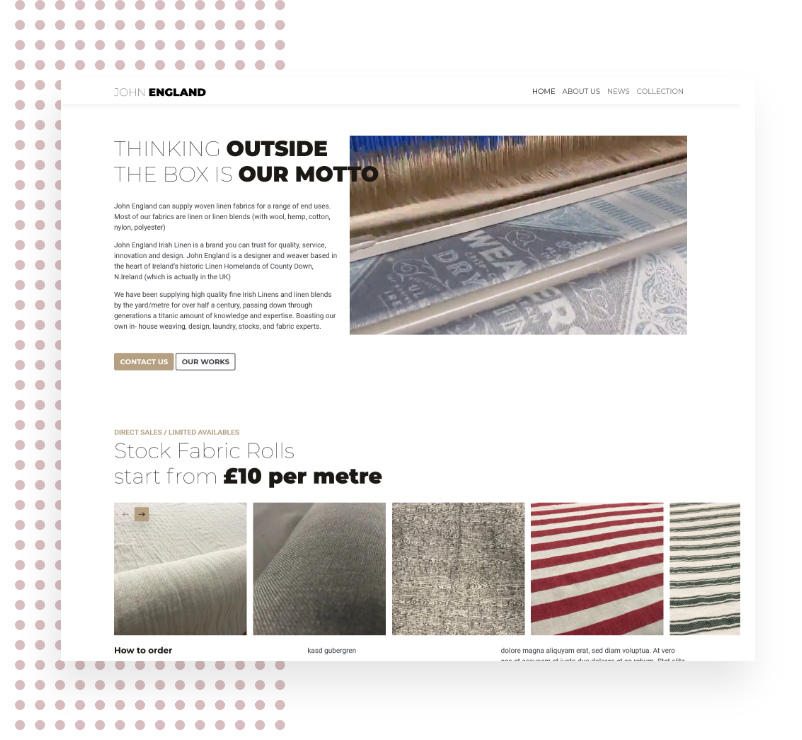 JOHN ENGLAND
HOME ABOUT US NEWS COLLECTION
THINKING OUTSIDE
THE BOX IS OUR MOTTO
John England can supply woven linen fabrics for a range of end uses.
Most of our fabrics are linen or linen blends (with wool, hemp, cotton,
nylon, polyester)
John England Irish Linen is a brand you can trust for quality, service,
innovation and design. John England is a designer and weaver based in
the heart of Ireland's historic Linen Homelands of County Down,
N.Ireland (which is actually in the UK)
We have been supplying high quality fine Irish Linens and linen blends
by the yard/metre for over half a century, passing down through
generations a titanic amount of knowledge and expertise. Boasting our
own in- house weaving, design, laundry, stocks, and fabric experts.
CONTACT US OUR WORKS
WEAVER
DRY
DIRECT SALES / LIMITED AVAILABLES
Stock Fabric Rolls
start from £10 per metre
← →
How to order
kasd gubergren
dolore magna aliquyam erat, sed diam voluptua. At vero